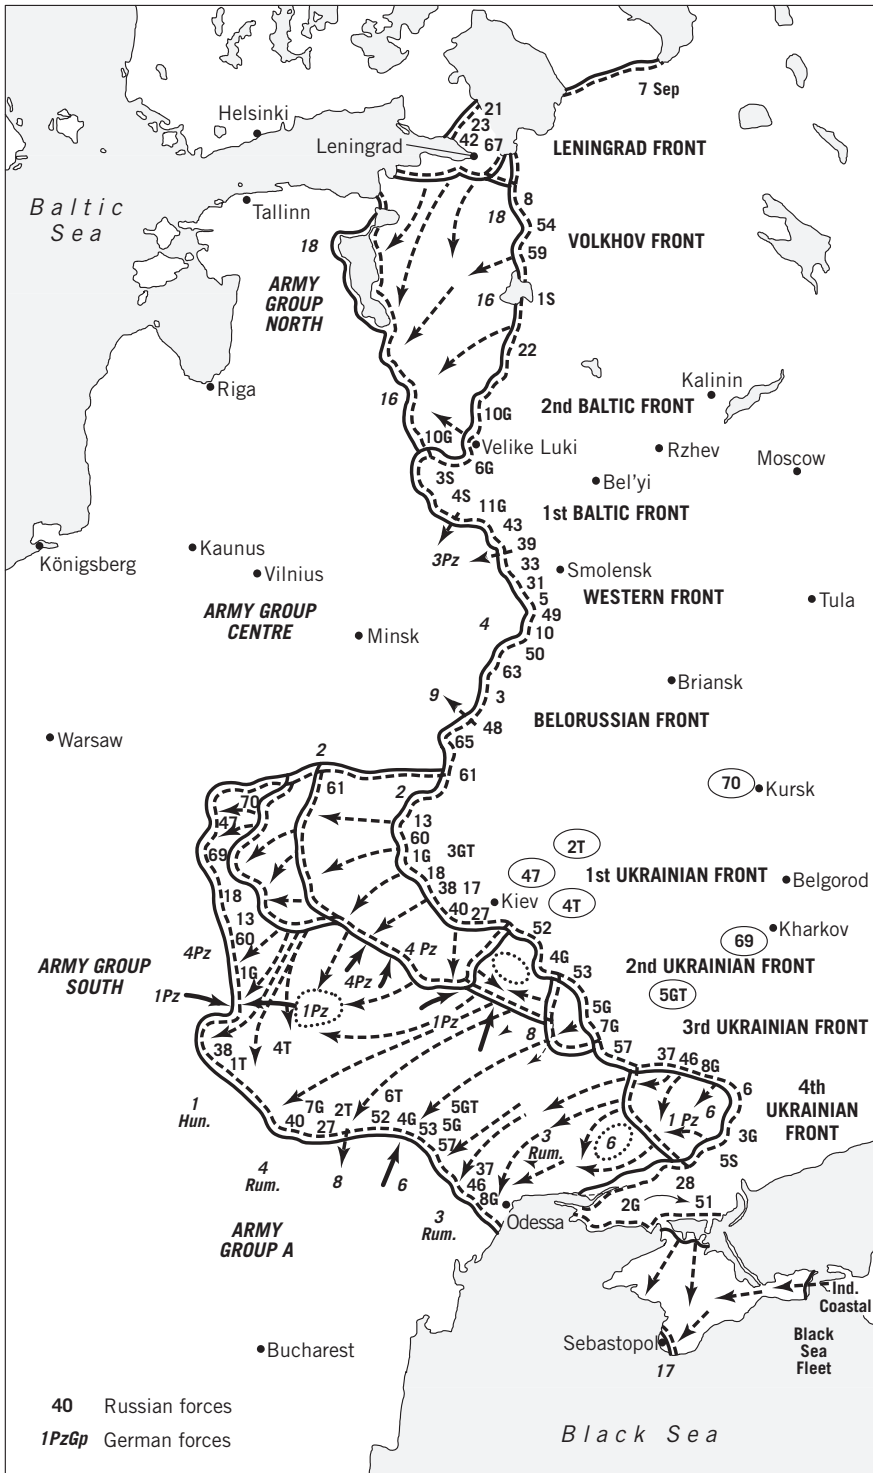 7 Sep
21
23
42
67
Helsinki
Leningrad
LENINGRAD FRONT
Baltic
Sea
Tallinn
8
18
54
18
VOLKHOV FRONT
59
ARMY
GROUP
NORTH
16
1S
22
Riga
16
Kalinin
10G
2nd BALTIC FRONT
10G
Velike Luki
Rzhev
Moscow
6G
3S
Bel'yi
4S
11G
1st BALTIC FRONT
43
39
Königsberg
Kaunus
3Pz
33
Smolensk
Vilnius
31
WESTERN FRONT
Tula
5
ARMY GROUP
CENTRE
49
4
10
Minsk
50
63
Briansk
3
9
BELORUSSIAN FRONT
48
Warsaw
65
2
61
61
2
70
Kursk
70
47
13
60
2T
1G
3GT
69
18
47
1st UKRAINIAN FRONT
Belgorod
38
17
18
Kiev
4T
40
27
13
52
69
Kharkov
60
4Pz
4 Pz
4G
2nd UKRAINIAN FRONT
ARMY GROUP
SOUTH
1G
4Pz
53
5GT
1Pz
1Pz
5G
3rd UKRAINIAN FRONT
1Pz
7G
8
38
4T
57
37
46
8G
1T
4th
UKRAINIAN
FRONT
6
1
Hun.
7G
2T
6T
5GT
6
1 Pz
40
27
52
4G
5G
53
3
Rum.
6
3G
57
5S
4
Rum.
8
6
37
28
46
8G
2G
51
3
Rum.
Odessa
ARMY
GROUP A
Ind.
Coastal
Bucharest
Sebastopol
Black
Sea
Fleet
17
40 Russian forces
1PzGp German forces
Black Sea